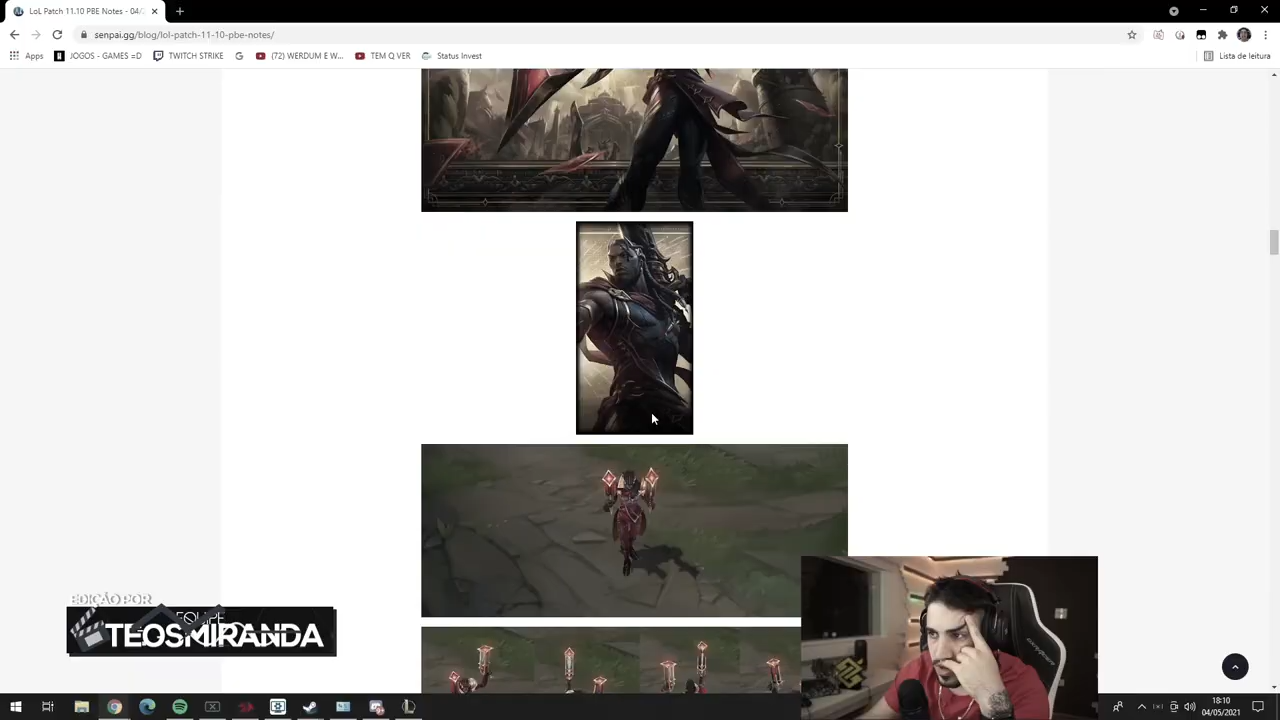 LoL Patch 11.10 PBE Notes - 04/
senpai.gg/blog/lol-patch-11-10-pbe-notes/
Apps
JOGOS - GAMES =D
TWITCH STRIKE
(72) WERDUM E W...
TEM Q VER
Status Invest
Lista de leitura
EDIÇÃO POR
EQUIPE
TEOSMIRANDA
18:10
04/05/2021